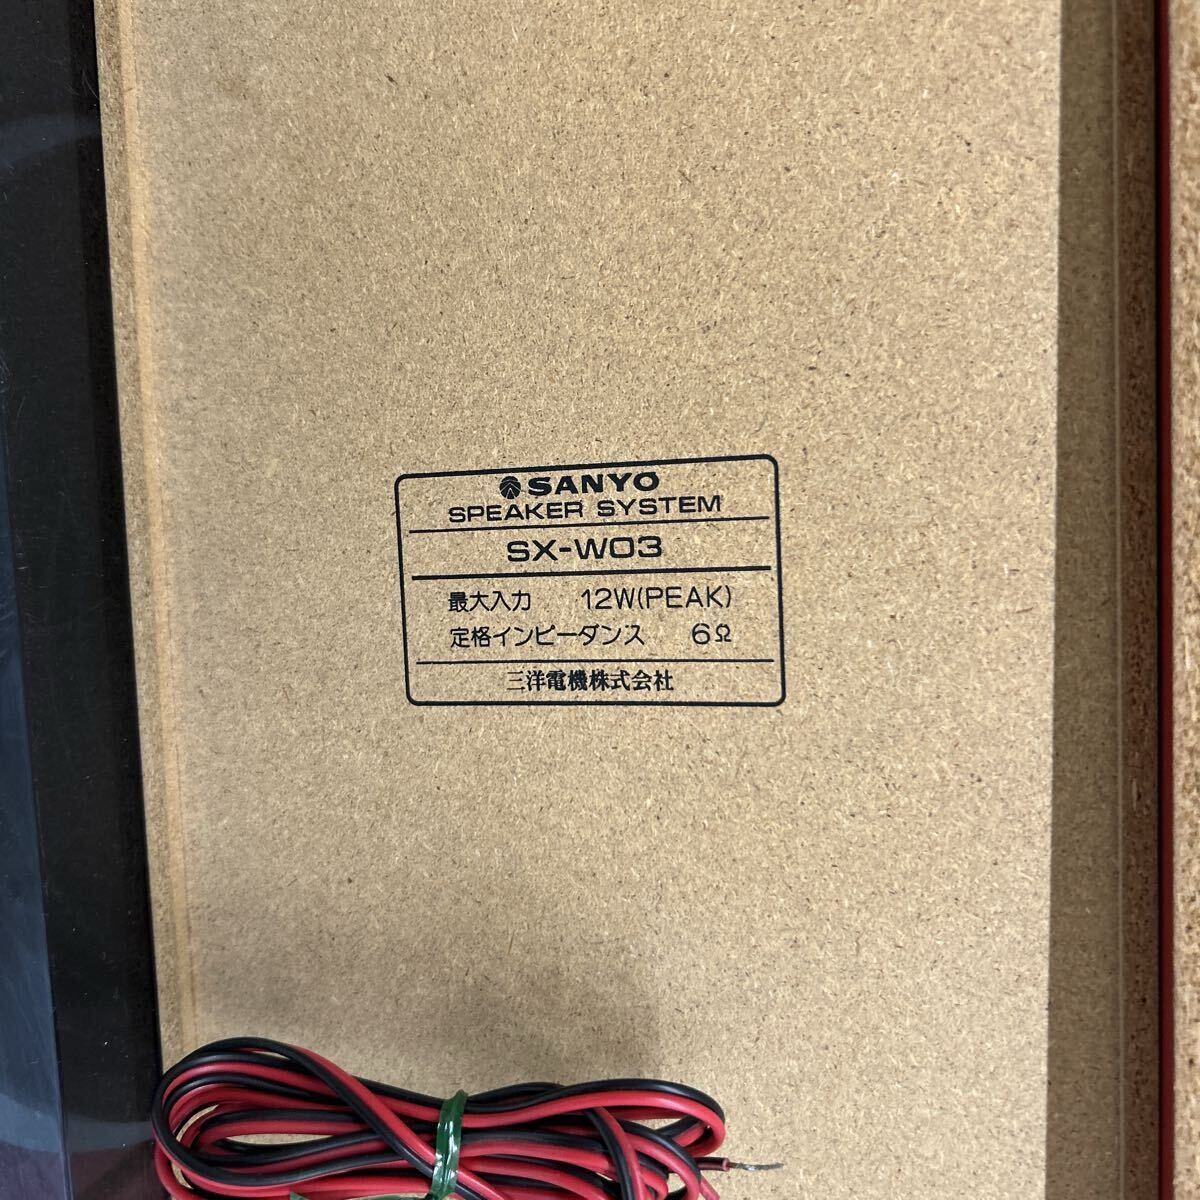 SANYO
SPEAKER SYSTEM
SX-W03
最大入力 12W(PEAK)
定格インピーダンス 6Ω
三洋電機株式会社